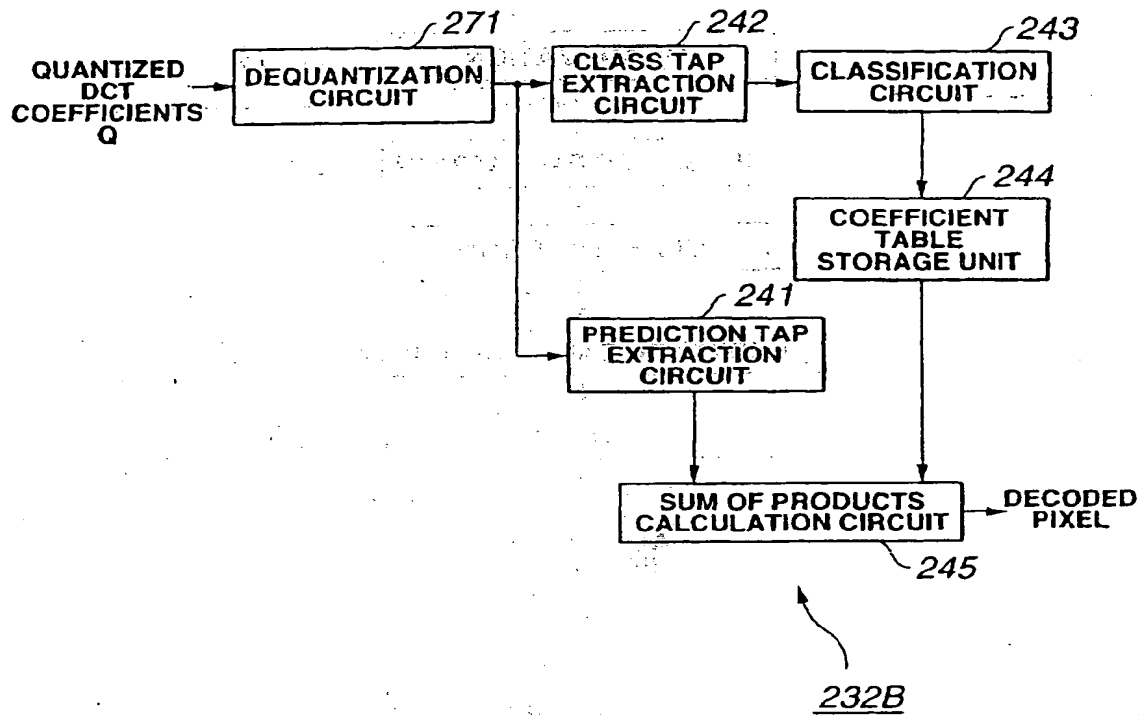 271
242
243
QUANTIZED
DCT
COEFFICIENTS
Q
DEQUANTIZATION
CIRCUIT
CLASS TAP
EXTRACTION
CIRCUIT
CLASSIFICATION
CIRCUIT
244
COEFFICIENT
TABLE
STORAGE UNIT
241
PREDICTION TAP
EXTRACTION
CIRCUIT
SUM OF PRODUCTS
CALCULATION CIRCUIT
DECODED
PIXEL
245
232B